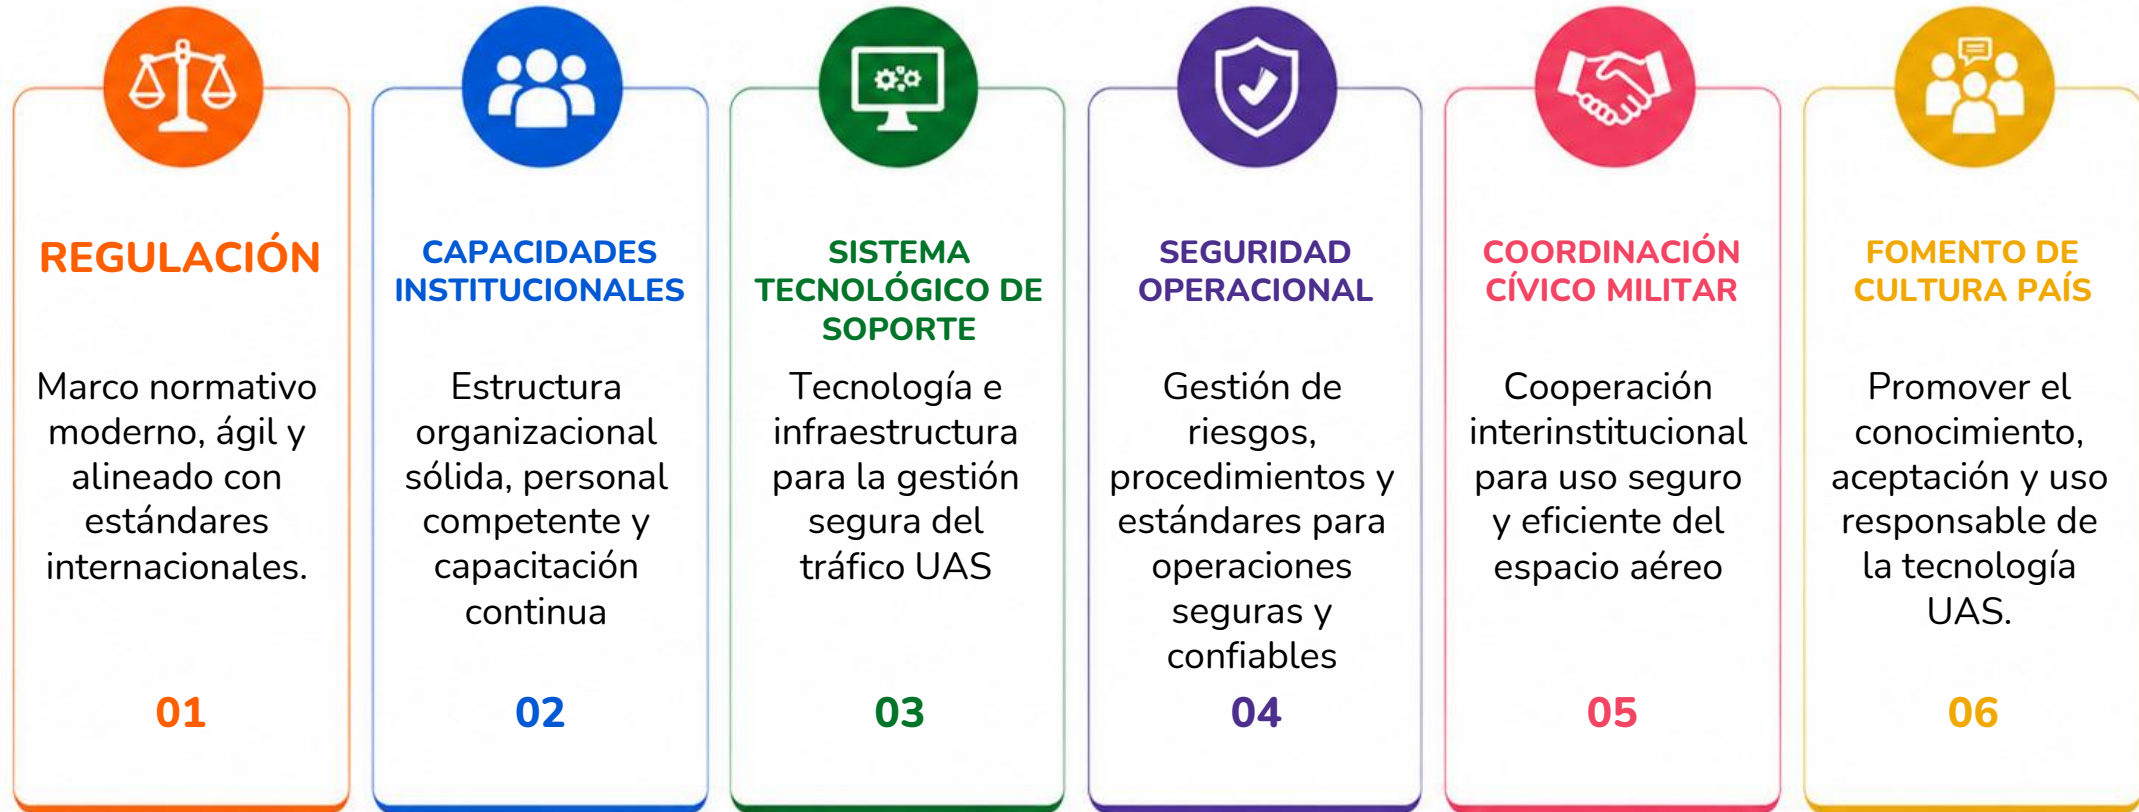 REGULACIÓN
Marco normativo
moderno, ágil y
alineado con
estándares
internacionales.
01
CAPACIDADES
INSTITUCIONALES
Estructura
organizacional
sólida, personal
competente y
capacitación
continua
02
SISTEMA
TECNOLÓGICO DE
SOPORTE
Tecnología e
infraestructura
para la gestión
segura del
tráfico UAS
03
SEGURIDAD
OPERACIONAL
Gestión de
riesgos,
procedimientos y
estándares para
operaciones
seguras y
confiables
04
COORDINACIÓN
CÍVICO MILITAR
Cooperación
interinstitucional
para uso seguro
y eficiente del
espacio aéreo
05
FOMENTO DE
CULTURA PAÍS
Promover el
conocimiento,
aceptación y uso
responsable de
la tecnología
UAS.
06